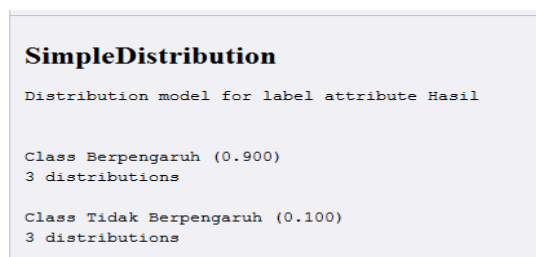 SimpleDistribution
Distribution model for label attribute Hasil
Class Berpengaruh (0.900)
3 distributions
Class Tidak Berpengaruh (0.100)
3 distributions